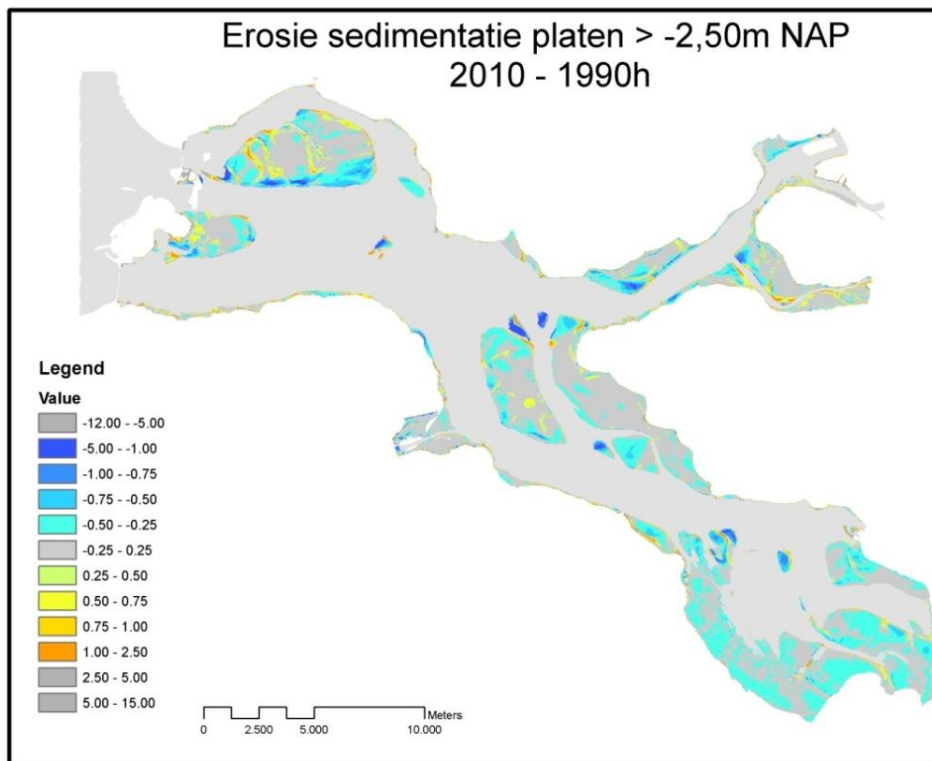 Erosie sedimentatie platen > -2,50m NAP
2010 - 1990h
Legend
Value
-12.00 - -5.00
-5.00 - -1.00
-1.00 - -0.75
-0.75 - -0.50
-0.50 - -0.25
-0.25 - 0.25
0.25 - 0.50
0.50 - 0.75
0.75 - 1.00
1.00 - 2.50
2.50 - 5.00
5.00 - 15.00
Meters
0 2.500 5.000 10.000